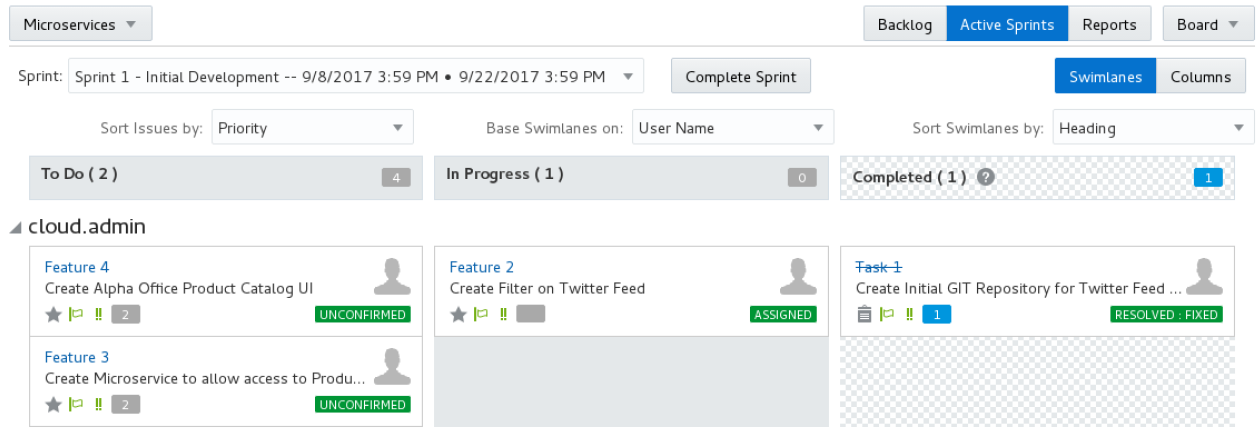 Microservices
Backlog Active Sprints Reports Board
Sprint: Sprint 1 - Initial Development -- 9/8/2017 3:59 PM • 9/22/2017 3:59 PM Complete Sprint Swimlanes Columns
Sort Issues by: Priority Base Swimlanes on: User Name Sort Swimlanes by: Heading
To Do ( 2 ) 4 In Progress ( 1 ) 0 Completed ( 1 ) ? 1
cloud.admin
Feature 4
Create Alpha Office Product Catalog UI
!! 2 UNCONFIRMED
Feature 2
Create Filter on Twitter Feed
!! ASSIGNED
Task 1
Create Initial GIT Repository for Twitter Feed ...
!! 1 RESOLVED : FIXED
Feature 3
Create Microservice to allow access to Produ...
!! 2 UNCONFIRMED